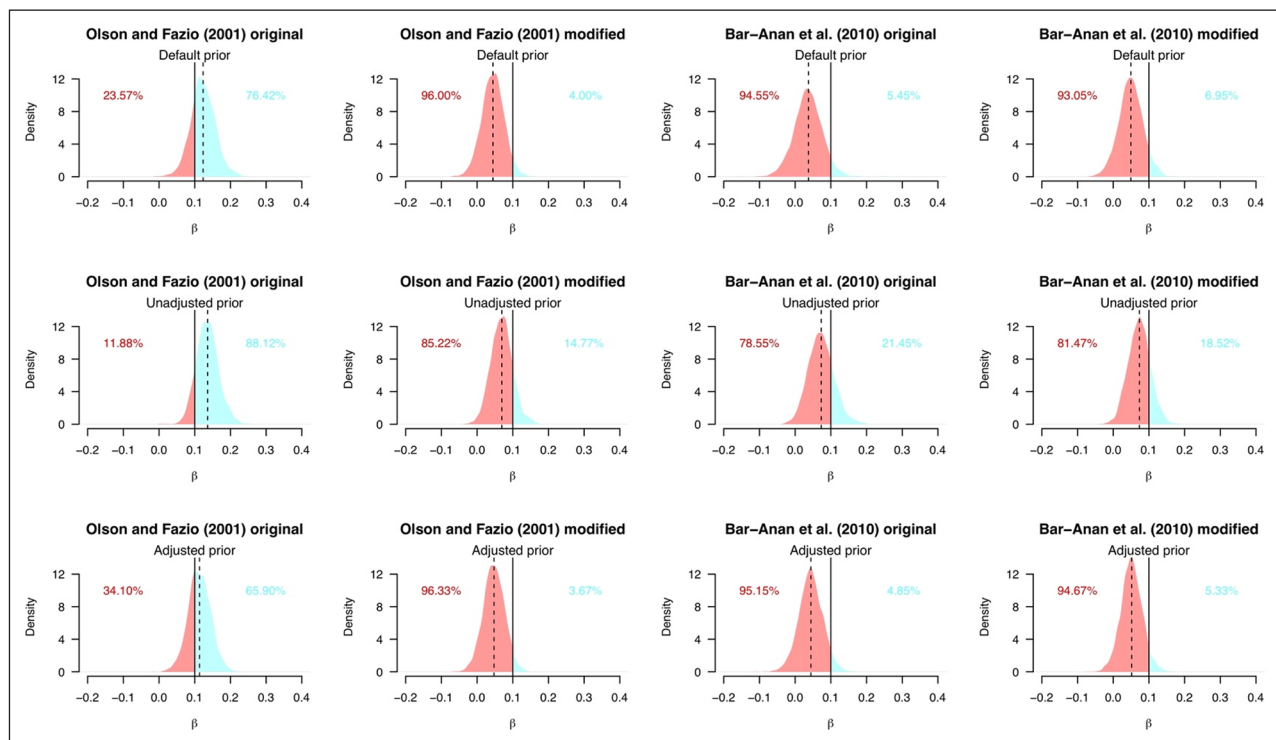 Olson and Fazio (2001) original Olson and Fazio (2001) modified Bar−Anan et al. (2010) original Bar−Anan et al. (2010) modified
Default prior Default prior Default prior Default prior
12 12 12 12
23.57% 76.42% 96.00% 4.00% 94.55% 5.45% 93.05% 6.95%
Density Density Density Density
8 8 8 8
4 4 4 4
0 0 0 0
−0.2 −0.1 0.0 0.1 0.2 0.3 0.4 −0.2 −0.1 0.0 0.1 0.2 0.3 0.4 −0.2 −0.1 0.0 0.1 0.2 0.3 0.4 −0.2 −0.1 0.0 0.1 0.2 0.3 0.4
β β β β
Olson and Fazio (2001) original Olson and Fazio (2001) modified Bar−Anan et al. (2010) original Bar−Anan et al. (2010) modified
Unadjusted prior Unadjusted prior Unadjusted prior Unadjusted prior
12 12 12 12
11.88% 88.12% 85.22% 14.77% 78.55% 21.45% 81.47% 18.52%
Density Density Density Density
8 8 8 8
4 4 4 4
0 0 0 0
−0.2 −0.1 0.0 0.1 0.2 0.3 0.4 −0.2 −0.1 0.0 0.1 0.2 0.3 0.4 −0.2 −0.1 0.0 0.1 0.2 0.3 0.4 −0.2 −0.1 0.0 0.1 0.2 0.3 0.4
β β β β
Olson and Fazio (2001) original Olson and Fazio (2001) modified Bar−Anan et al. (2010) original Bar−Anan et al. (2010) modified
Adjusted prior Adjusted prior Adjusted prior Adjusted prior
12 12 12 12
34.10% 65.90% 96.33% 3.67% 95.15% 4.85% 94.67% 5.33%
Density Density Density Density
8 8 8 8
4 4 4 4
0 0 0 0
−0.2 −0.1 0.0 0.1 0.2 0.3 0.4 −0.2 −0.1 0.0 0.1 0.2 0.3 0.4 −0.2 −0.1 0.0 0.1 0.2 0.3 0.4 −0.2 −0.1 0.0 0.1 0.2 0.3 0.4
β β β β